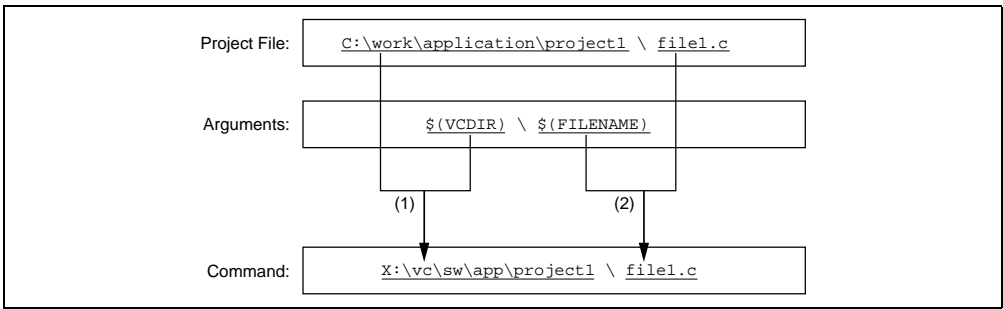 Project File: C:\work\application\project1 \ file1.c
Arguments: $(VCDIR) \ $(FILENAME)
(1) (2)
Command: X:\vc\sw\app\project1 \ file1.c